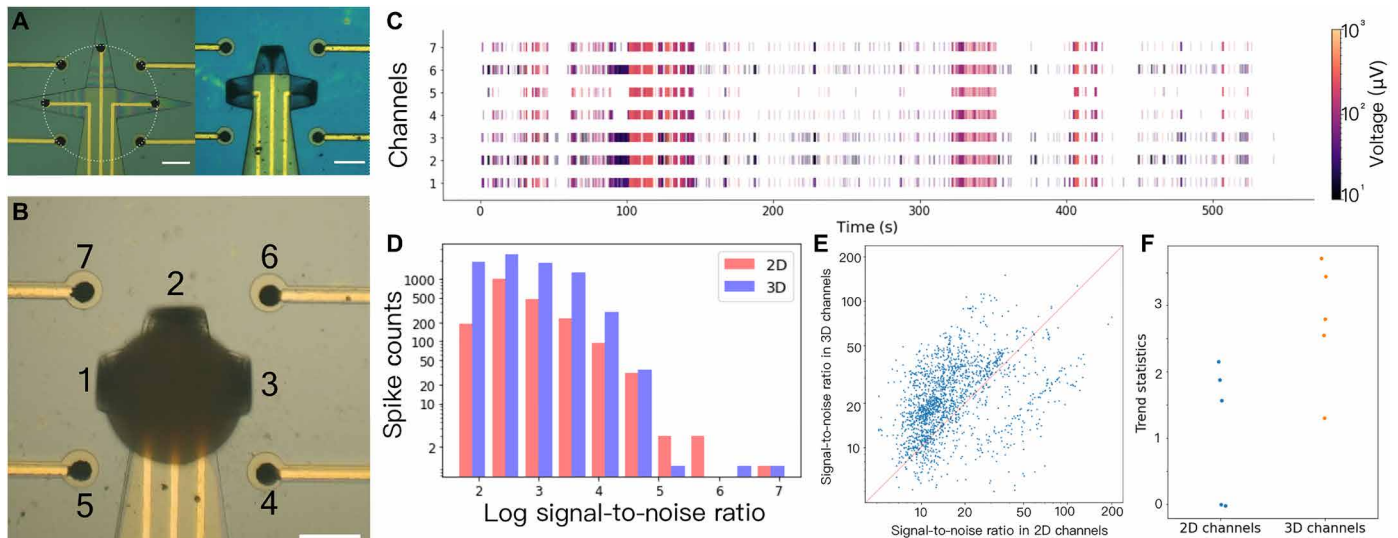 A
C
Channels
7
6
5
4
3
2
1
0
100
200
300
400
500
Time (s)
10³
10²
10¹
Voltage (µV)
B
7
6
2
1
3
5
4
D
Spike counts
1000
500
200
100
50
20
10
2
2D
3D
2
3
4
5
6
7
Log signal-to-noise ratio
E
Signal-to-noise ratio in 3D channels
200
100
50
20
10
10
20
50
100
200
Signal-to-noise ratio in 2D channels
F
Trend statistics
3
2
1
0
2D channels
3D channels